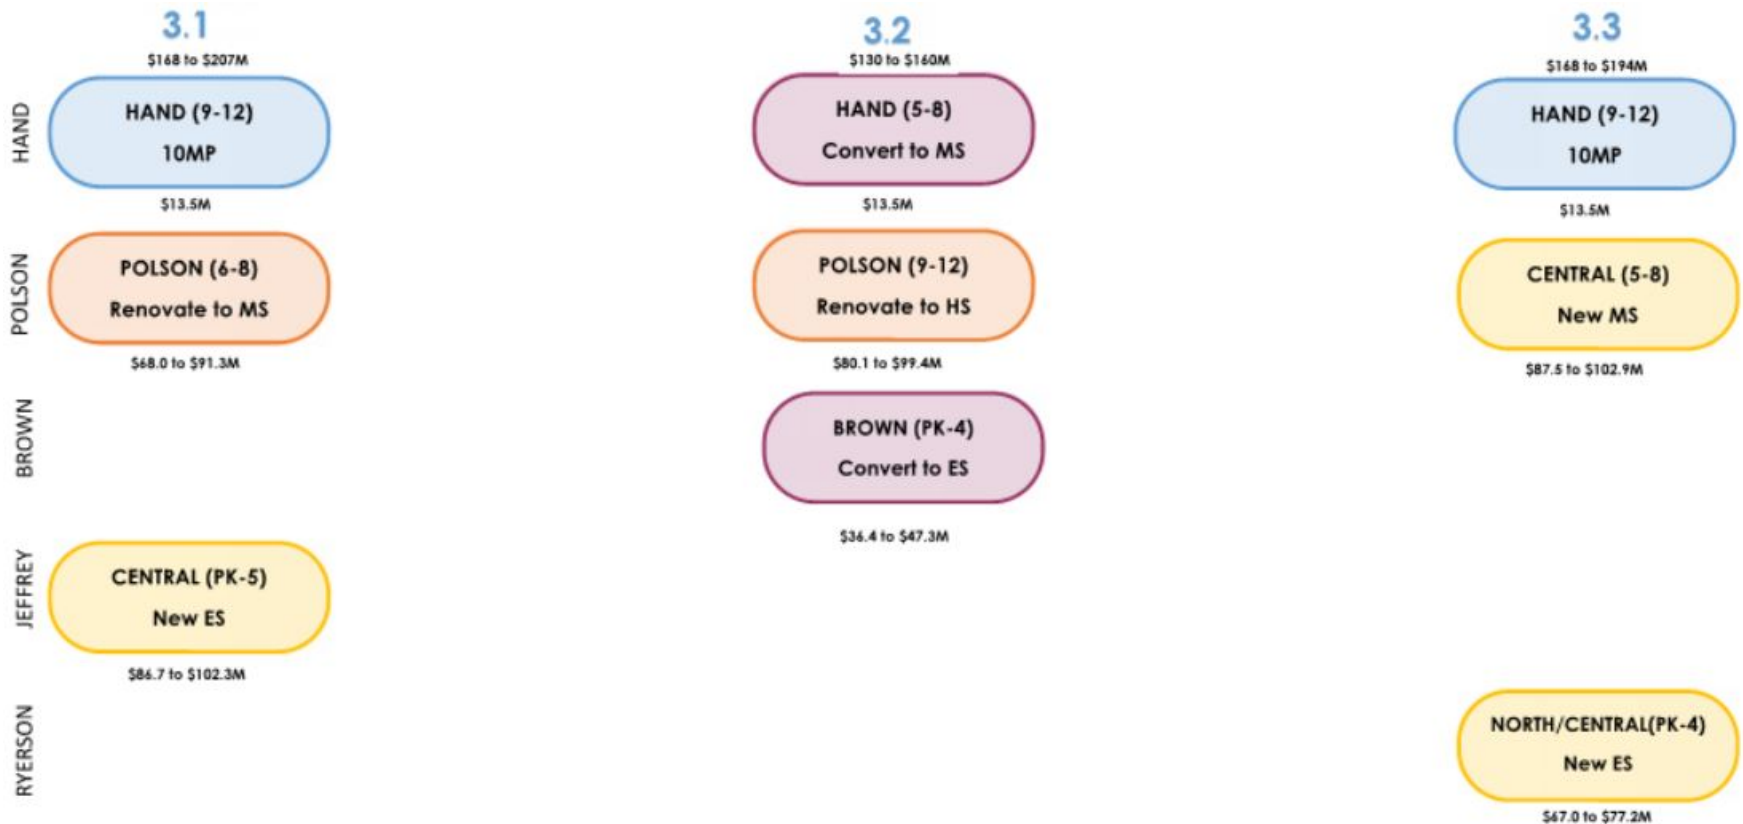 3.1
$168 to $207M
3.2
$130 to $160M
3.3
$168 to $194M
HAND
HAND (9-12)
10MP
$13.5M
HAND (5-8)
Convert to MS
$13.5M
HAND (9-12)
10MP
$13.5M
POLSON
POLSON (6-8)
Renovate to MS
$68.0 to $91.3M
POLSON (9-12)
Renovate to HS
$80.1 to $99.4M
CENTRAL (5-8)
New MS
$87.5 to $102.9M
BROWN
BROWN (PK-4)
Convert to ES
$36.4 to $47.3M
JEFFREY
CENTRAL (PK-5)
New ES
$86.7 to $102.3M
RYERSON
NORTH/CENTRAL(PK-4)
New ES
$67.0 to $77.2M